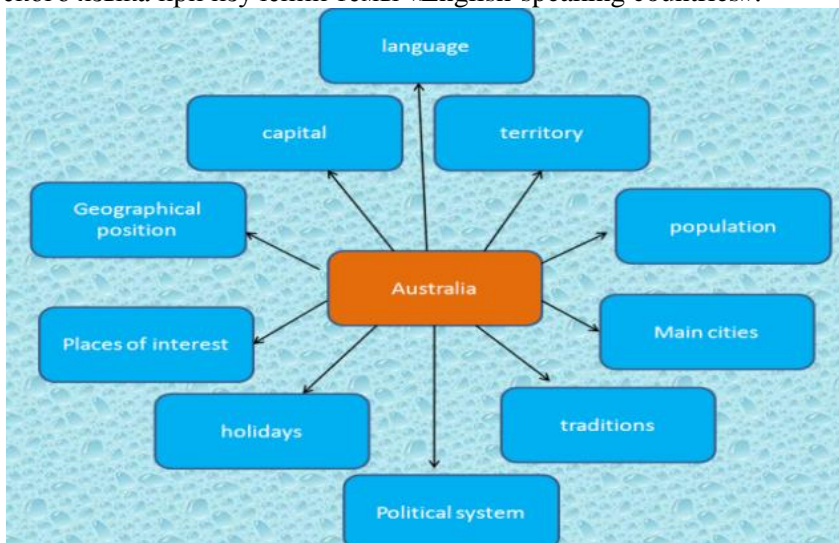 «English-speaking countries».
language
capital
territory
Geographical
position
population
Australia
Places of interest
Main cities
holidays
traditions
Political system